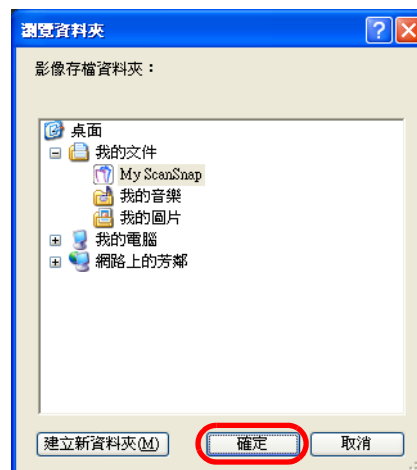 瀏覽資料夾
影像存檔資料夾：
桌面
我的文件
My ScanSnap
我的音樂
我的圖片
我的電腦
網路上的芳鄰
建立新資料夾(M) 確定 取消